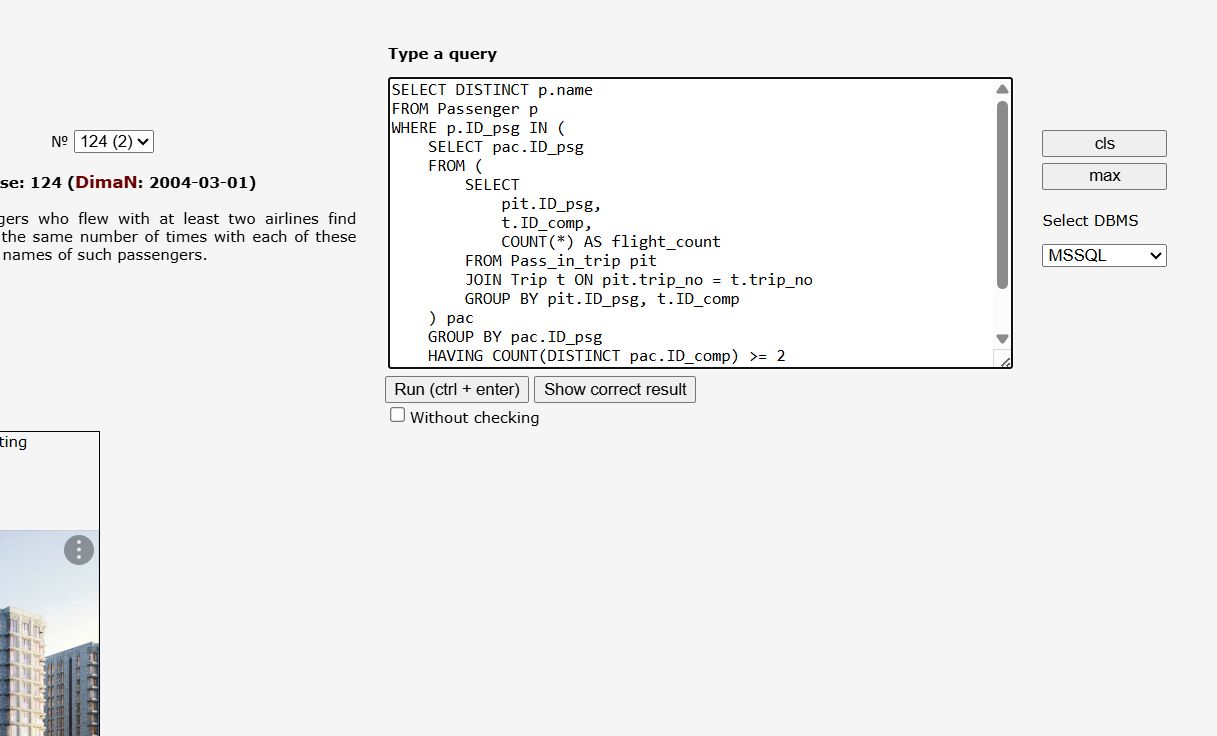 Type a query
SELECT DISTINCT p.name
FROM Passenger p
WHERE p.ID_psg IN (
SELECT pac.ID_psg
FROM (
SELECT
pit.ID_psg,
t.ID_comp,
COUNT(*) AS flight_count
FROM Pass_in_trip pit
JOIN Trip t ON pit.trip_no = t.trip_no
GROUP BY pit.ID_psg, t.ID_comp
) pac
GROUP BY pac.ID_psg
HAVING COUNT(DISTINCT pac.ID_comp) >= 2
Run (ctrl + enter)
Show correct result
Without checking
№ 124 (2)
se: 124 (DimaN: 2004-03-01)
gers who flew with at least two airlines find
the same number of times with each of these
names of such passengers.
ting
cls
max
Select DBMS
MSSQL